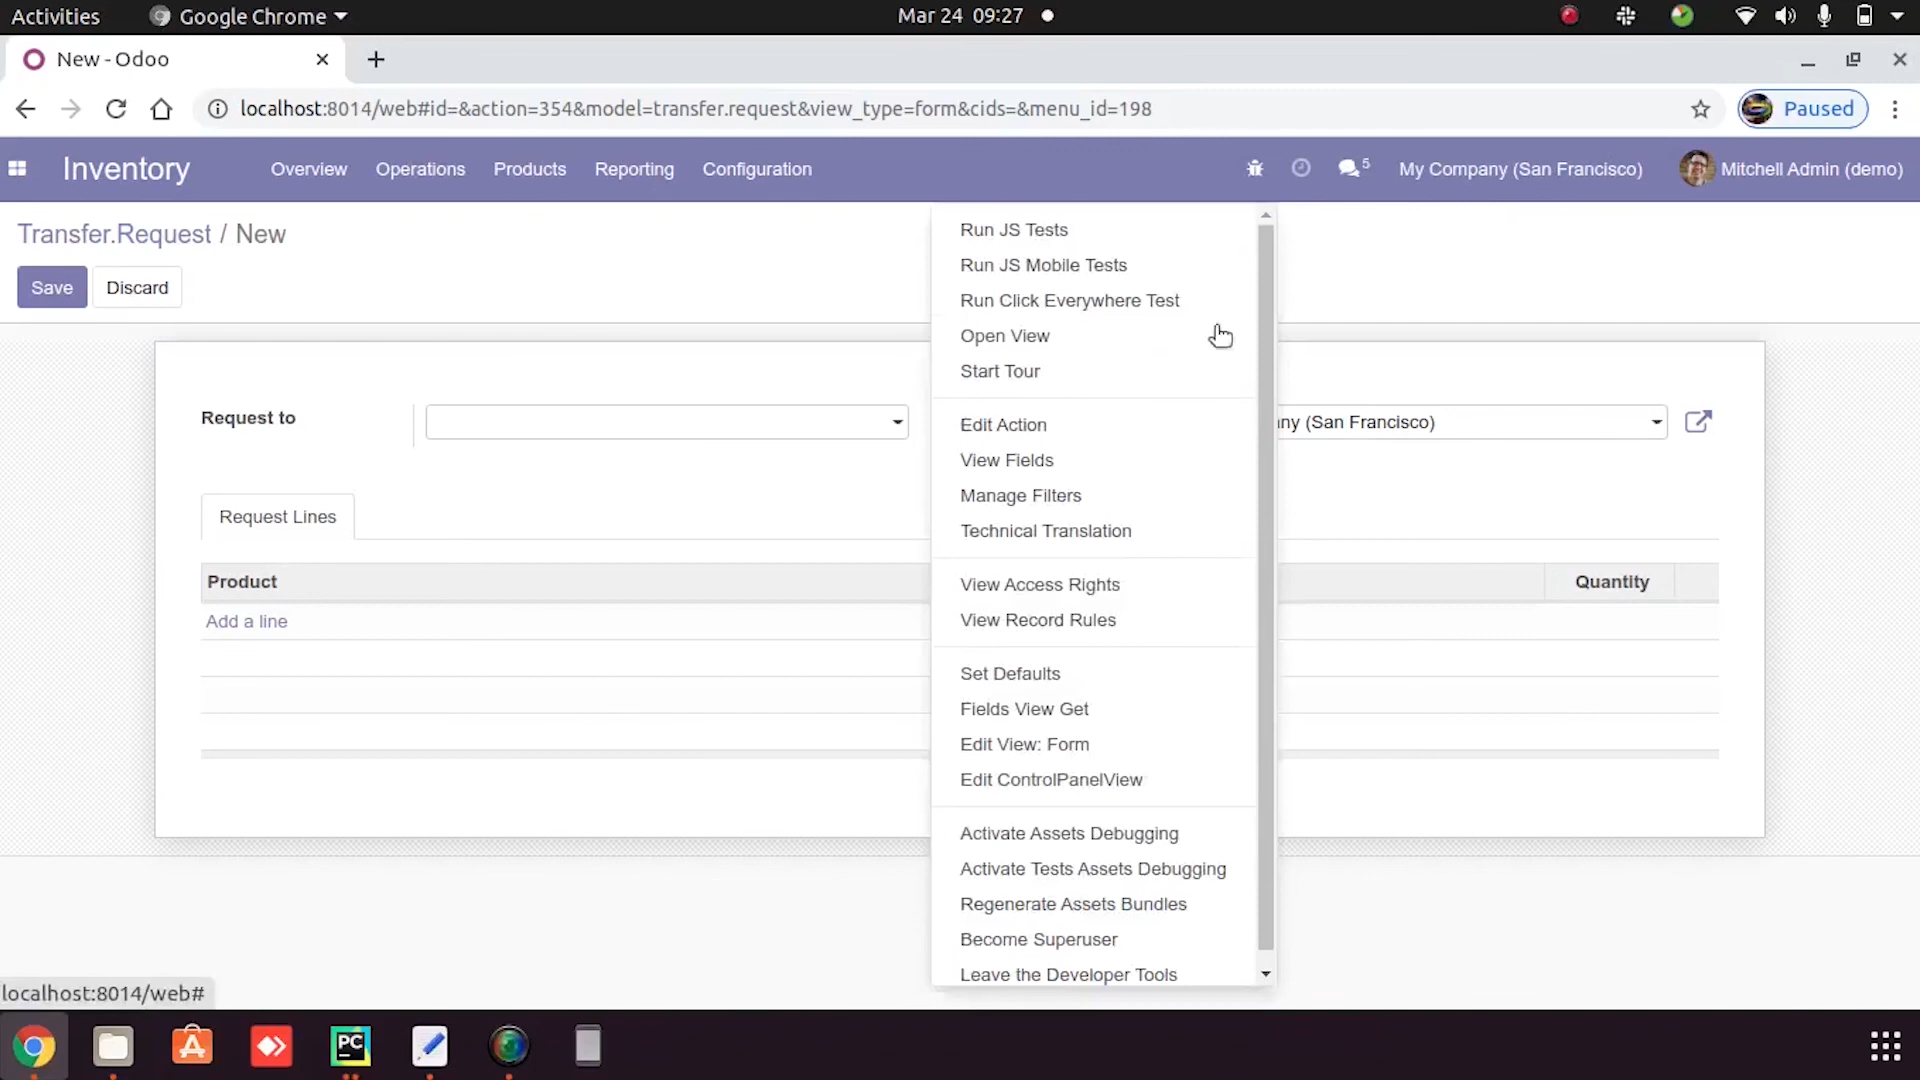 Activities
Google Chrome
Mar 24 09:27
New - Odoo
localhost:8014/web#id=&action=354&model=transfer.request&view_type=form&cids=&menu_id=198
Paused
Inventory
Overview
Operations
Products
Reporting
Configuration
5
My Company (San Francisco)
Mitchell Admin (demo)
Transfer.Request / New
Save
Discard
Run JS Tests
Run JS Mobile Tests
Run Click Everywhere Test
Open View
Start Tour
Edit Action
View Fields
Manage Filters
Technical Translation
View Access Rights
View Record Rules
Set Defaults
Fields View Get
Edit View: Form
Edit ControlPanelView
Activate Assets Debugging
Activate Tests Assets Debugging
Regenerate Assets Bundles
Become Superuser
Leave the Developer Tools
Request to
(San Francisco)
Request Lines
Product
Quantity
Add a line
localhost:8014/web#
PC